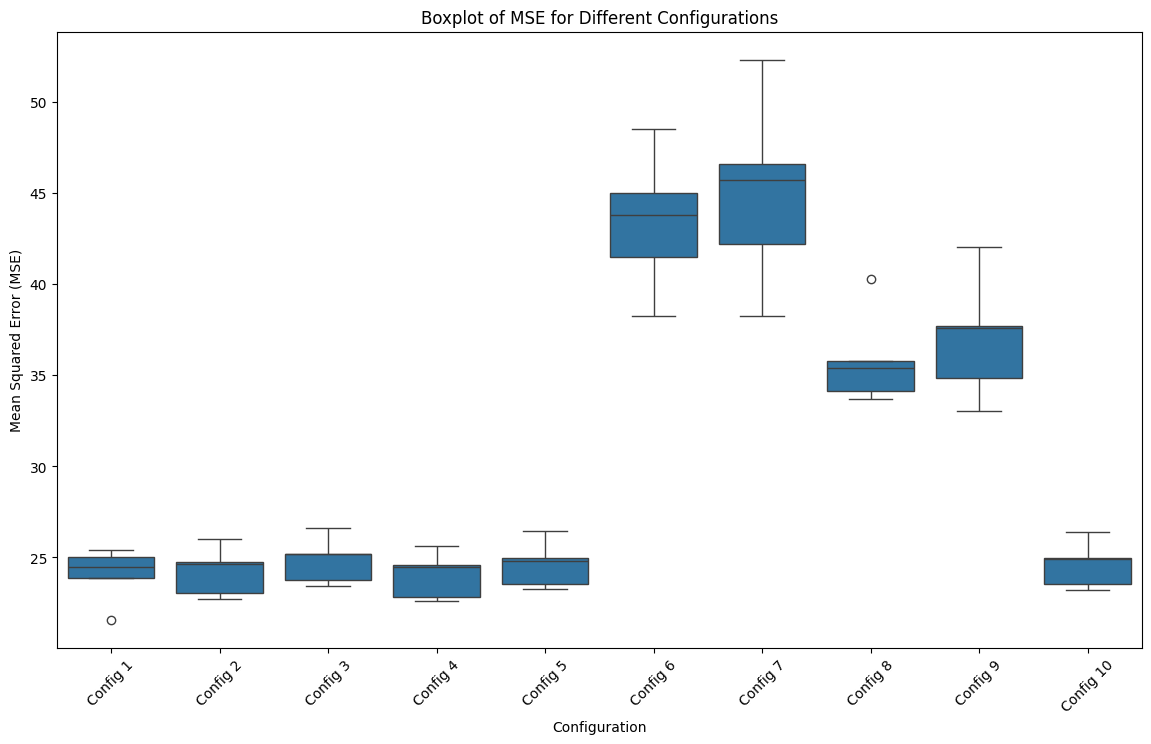 Boxplot of MSE for Different Configurations
Mean Squared Error (MSE)
50
45
40
35
30
25
Config 1
Config 2
Config 3
Config 4
Config 5
Config 6
Config 7
Config 8
Config 9
Config 10
Configuration